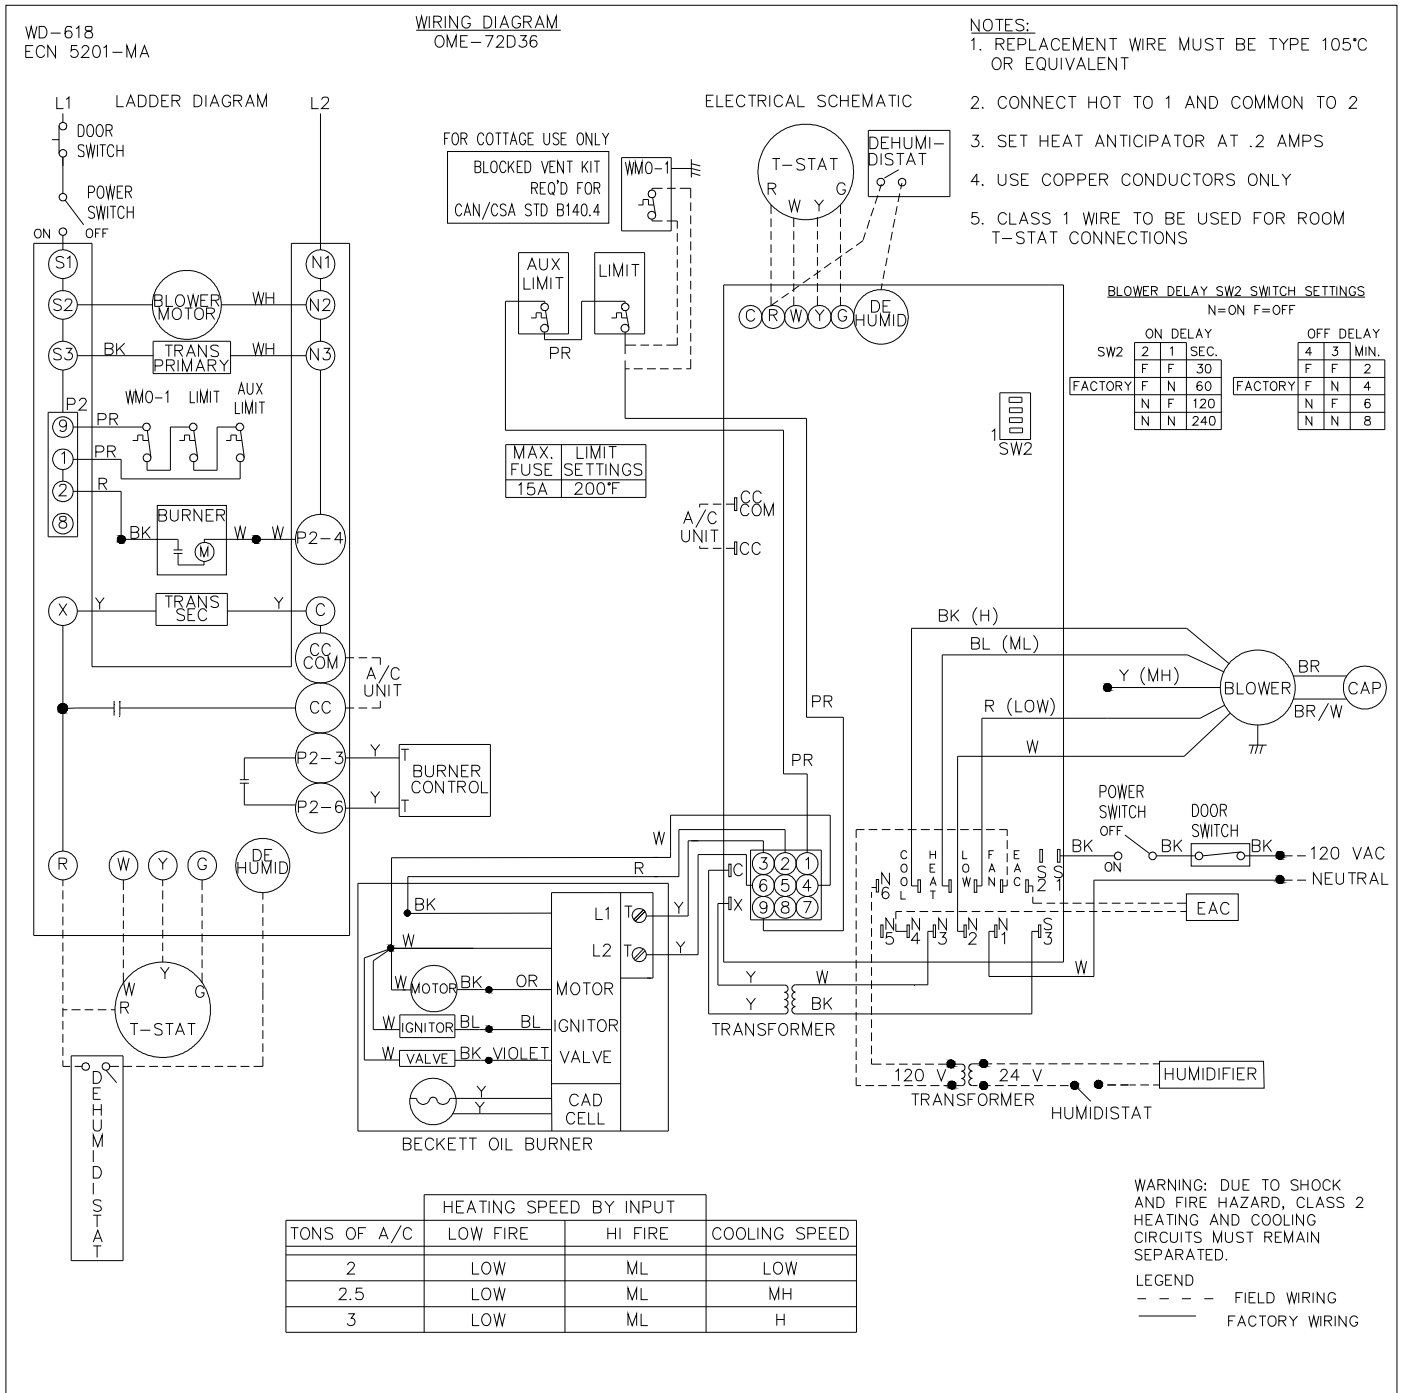 WD-618
ECN 5201-MA
WIRING DIAGRAM
OME-72D36
NOTES:
1. REPLACEMENT WIRE MUST BE TYPE 105°C
OR EQUIVALENT
2. CONNECT HOT TO 1 AND COMMON TO 2
3. SET HEAT ANTICIPATOR AT .2 AMPS
4. USE COPPER CONDUCTORS ONLY
5. CLASS 1 WIRE TO BE USED FOR ROOM
T-STAT CONNECTIONS
L1 LADDER DIAGRAM L2
DOOR
SWITCH
POWER
SWITCH
ON OFF
S1 N1
S2 BLOWER
MOTOR WH N2
S3 BK TRANS
PRIMARY WH N3
P2
WMO-1 LIMIT AUX
LIMIT
9 PR
1 PR
2 R
8
BURNER
BK M W W P2-4
X Y TRANS
SEC Y C
CC
COM
A/C
UNIT
CC
P2-3 Y T
BURNER
CONTROL
P2-6 Y T
R W Y G DE
HUMID
W Y G
R
T-STAT
DEHUMIDISTAT
ELECTRICAL SCHEMATIC
FOR COTTAGE USE ONLY
BLOCKED VENT KIT
REQ'D FOR
CAN/CSA STD B140.4
WMO-1
T-STAT
R W Y G
DEHUMI-
DISTAT
AUX
LIMIT
LIMIT
PR
C R W Y G DE
HUMID
MAX.
FUSE LIMIT
SETTINGS
15A 200°F
1
SW2
BLOWER DELAY SW2 SWITCH SETTINGS
N=ON F=OFF
ON DELAY
SW2 2 1 SEC.
F F 30
FACTORY F N 60
N F 120
N N 240
OFF DELAY
4 3 MIN.
F F 2
FACTORY F N 4
N F 6
N N 8
CC
COM
A/C
UNIT
CC
BK (H)
BL (ML)
Y (MH)
R (LOW)
W
BLOWER
BR
BR/W
CAP
PR
PR
POWER
SWITCH
OFF
ON
DOOR
SWITCH
BK BK BK
120 VAC
NEUTRAL
EAC
W
R
C
X
3 2 1
6 5 4
9 8 7
N6 COOL HEAT LOW FAN EAC S2 S1
N5 N4 N3 N2 N1 S3
W
BK
W
L1 T Y
L2 T Y
W MOTOR BK OR MOTOR
W IGNITOR BL BL IGNITOR
W VALVE BK VIOLET VALVE
Y
Y
CAD
CELL
BECKETT OIL BURNER
Y W
Y BK
TRANSFORMER
120 V 24 V
TRANSFORMER
HUMIDISTAT
HUMIDIFIER
HEATING SPEED BY INPUT
TONS OF A/C LOW FIRE HI FIRE COOLING SPEED
2 LOW ML LOW
2.5 LOW ML MH
3 LOW ML H
WARNING: DUE TO SHOCK
AND FIRE HAZARD, CLASS 2
HEATING AND COOLING
CIRCUITS MUST REMAIN
SEPARATED.
LEGEND
FIELD WIRING
FACTORY WIRING